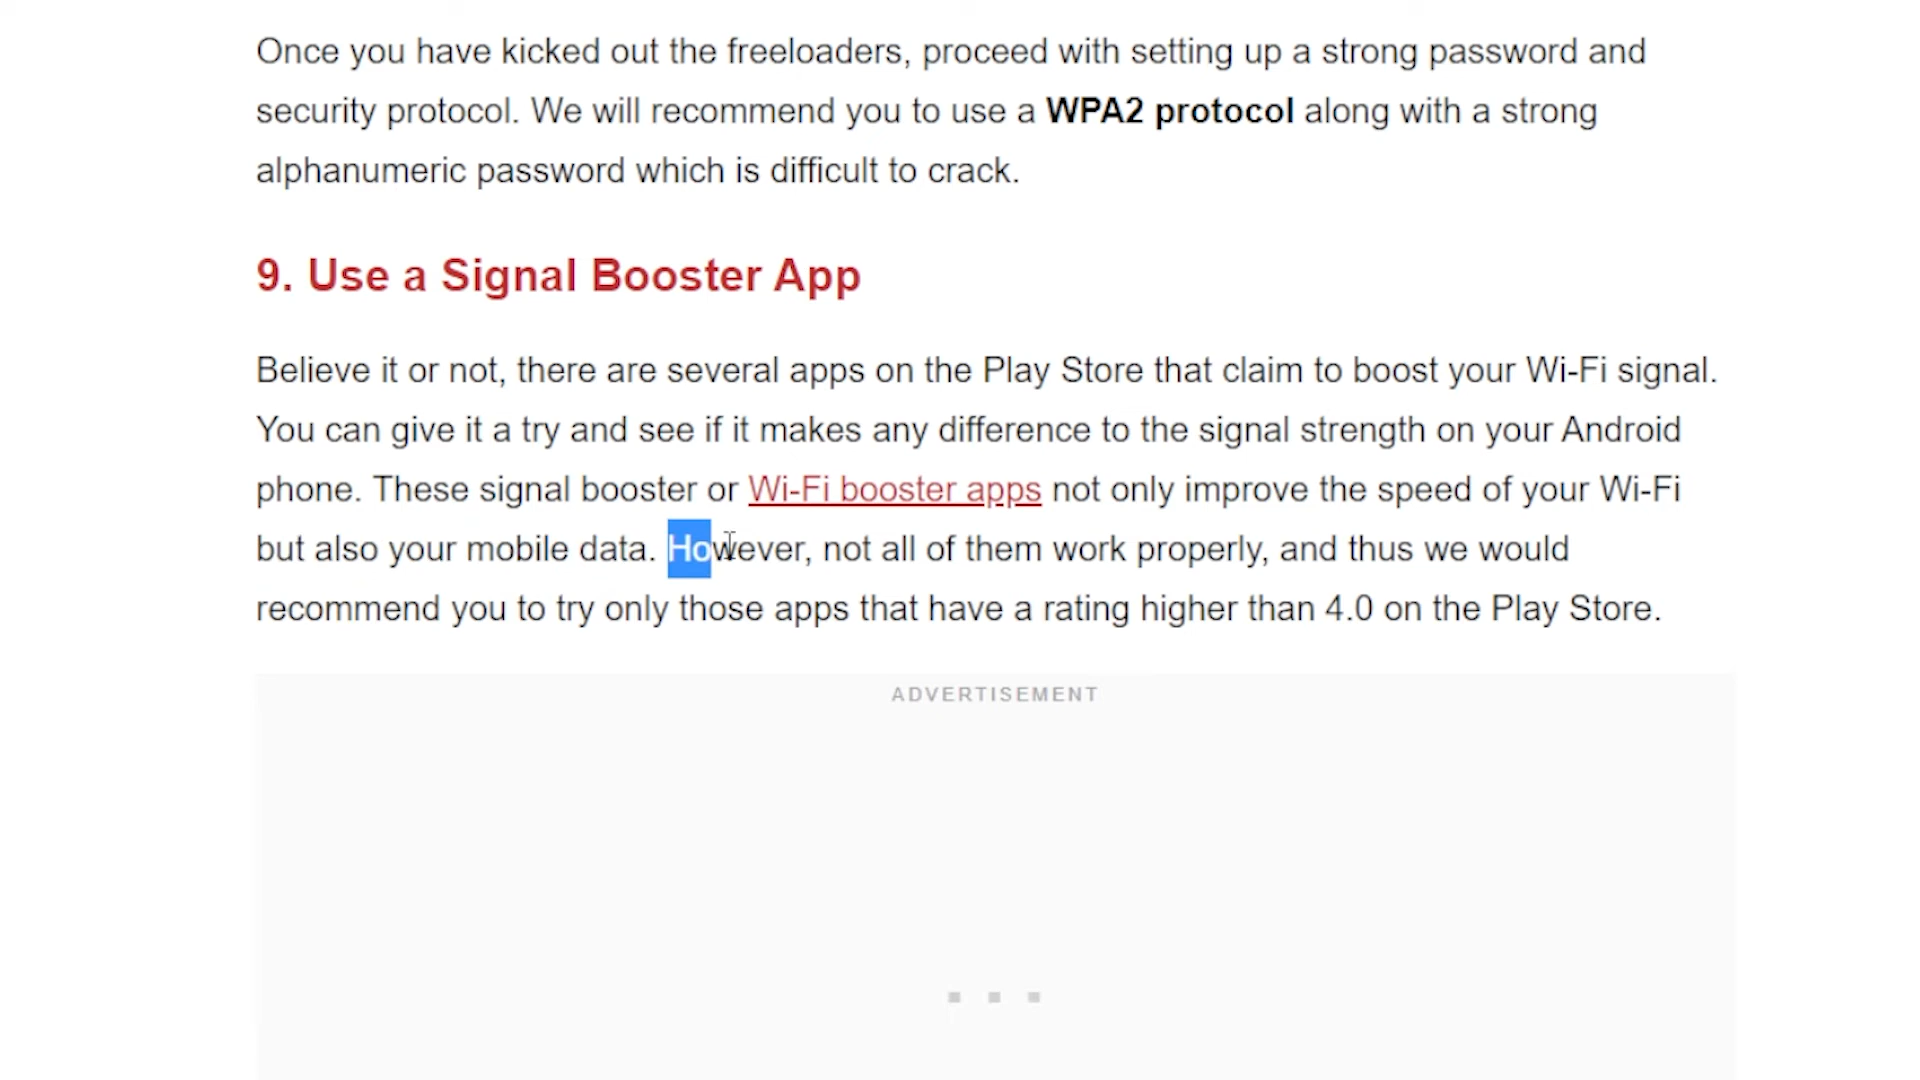 Once you have kicked out the freeloaders, proceed with setting up a strong password and
security protocol. We will recommend you to use a WPA2 protocol along with a strong
alphanumeric password which is difficult to crack.
9. Use a Signal Booster App
Believe it or not, there are several apps on the Play Store that claim to boost your Wi-Fi signal.
You can give it a try and see if it makes any difference to the signal strength on your Android
phone. These signal booster or Wi-Fi booster apps not only improve the speed of your Wi-Fi
but also your mobile data. However, not all of them work properly, and thus we would
recommend you to try only those apps that have a rating higher than 4.0 on the Play Store.
ADVERTISEMENT